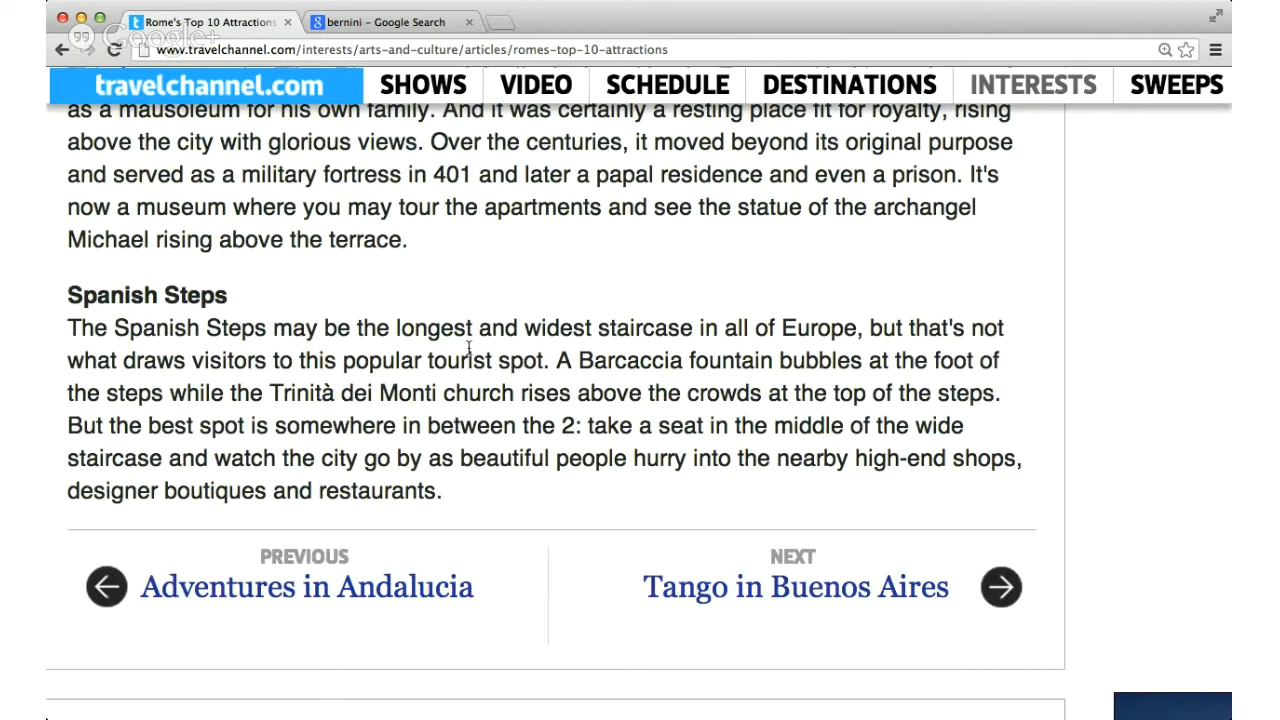 Rome's Top 10 Attractions
bernini - Google Search
Google+
www.travelchannel.com/interests/arts-and-culture/articles/romes-top-10-attractions
travelchannel.com SHOWS VIDEO SCHEDULE DESTINATIONS INTERESTS SWEEPS
as a mausoleum for his own family. And it was certainly a resting place fit for royalty, rising
above the city with glorious views. Over the centuries, it moved beyond its original purpose
and served as a military fortress in 401 and later a papal residence and even a prison. It's
now a museum where you may tour the apartments and see the statue of the archangel
Michael rising above the terrace.
Spanish Steps
The Spanish Steps may be the longest and widest staircase in all of Europe, but that's not
what draws visitors to this popular tourist spot. A Barcaccia fountain bubbles at the foot of
the steps while the Trinità dei Monti church rises above the crowds at the top of the steps.
But the best spot is somewhere in between the 2: take a seat in the middle of the wide
staircase and watch the city go by as beautiful people hurry into the nearby high-end shops,
designer boutiques and restaurants.
PREVIOUS
Adventures in Andalucia
NEXT
Tango in Buenos Aires